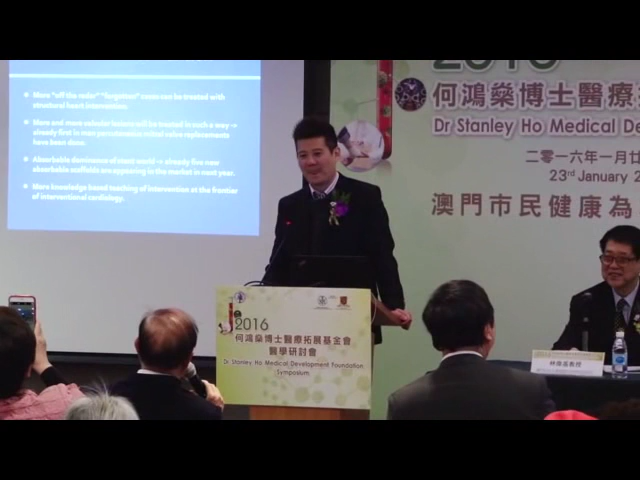 More "off the radar" "forgotten" cases can be treated with
structural heart intervention.
More and more valvular lesions will be treated in such a way →
already first in man percutaneous mitral valve replacements
have been done.
Absorbable dominance of stent world → already five new
absorbable scaffolds are appearing in the market in next year.
More knowledge based teaching of intervention at the frontier
of interventional cardiology.
2016
何鴻燊博士醫療拓
Dr Stanley Ho Medical De
二零一六年一月廿
23rd January 2
澳門市民健康為
2016
何鴻燊博士醫療拓展基金會
醫學研討會
Dr Stanley Ho Medical Development Foundation
Symposium